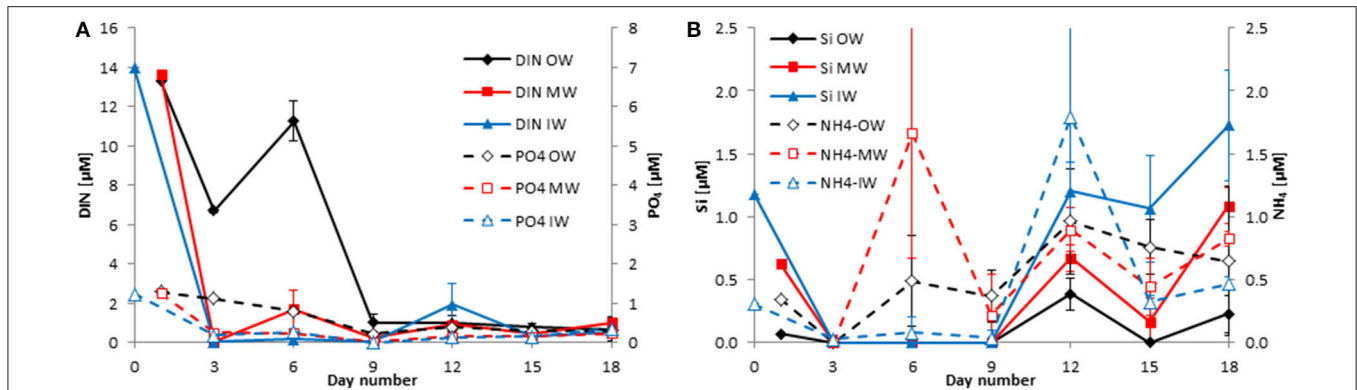 A
DIN [µM]
16
14
12
10
8
6
4
2
0
DIN OW
DIN MW
DIN IW
PO4 OW
PO4 MW
PO4 IW
8
7
6
5
4
3
2
1
0
PO₄ [µM]
0 3 6 9 12 15 18
Day number
B
Si [µM]
2.5
2.0
1.5
1.0
0.5
0.0
Si OW
Si MW
Si IW
NH4-OW
NH4-MW
NH4-IW
2.5
2.0
1.5
1.0
0.5
0.0
NH₄ [µM]
0 3 6 9 12 15 18
Day number